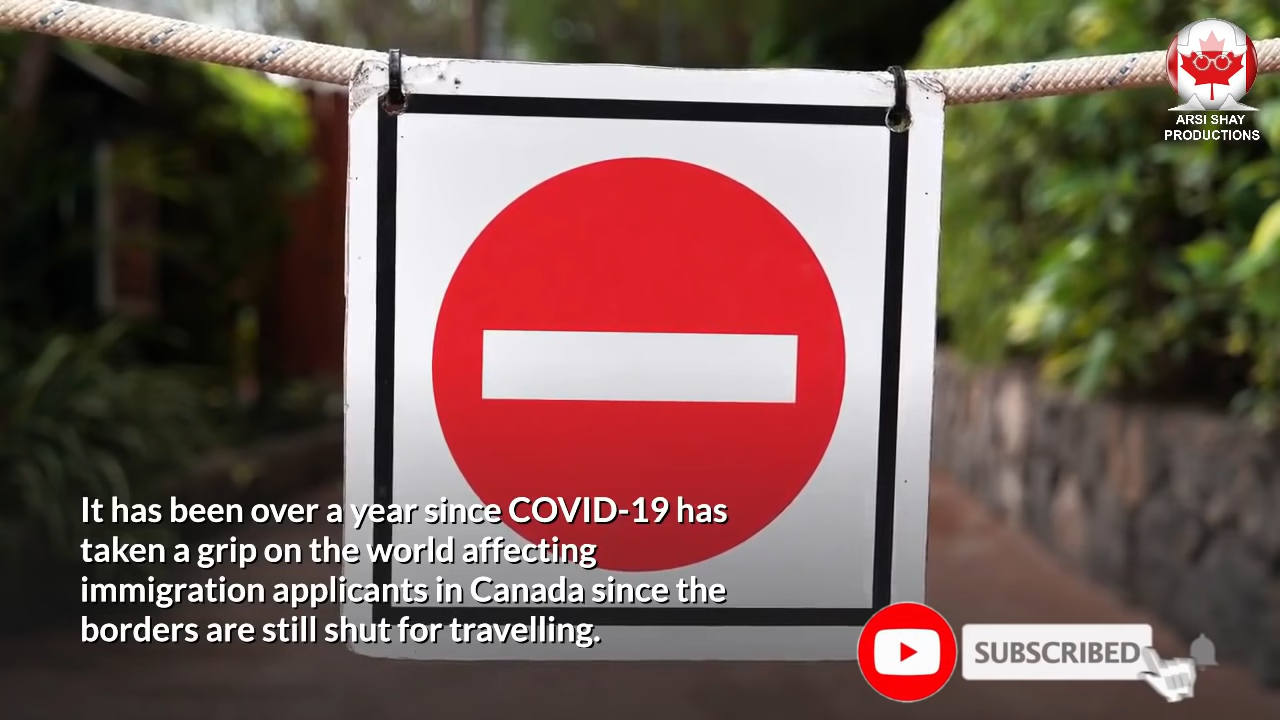 ARSI SHAY
PRODUCTIONS
It has been over a year since COVID-19 has
taken a grip on the world affecting
immigration applicants in Canada since the
borders are still shut for travelling.
SUBSCRIBED